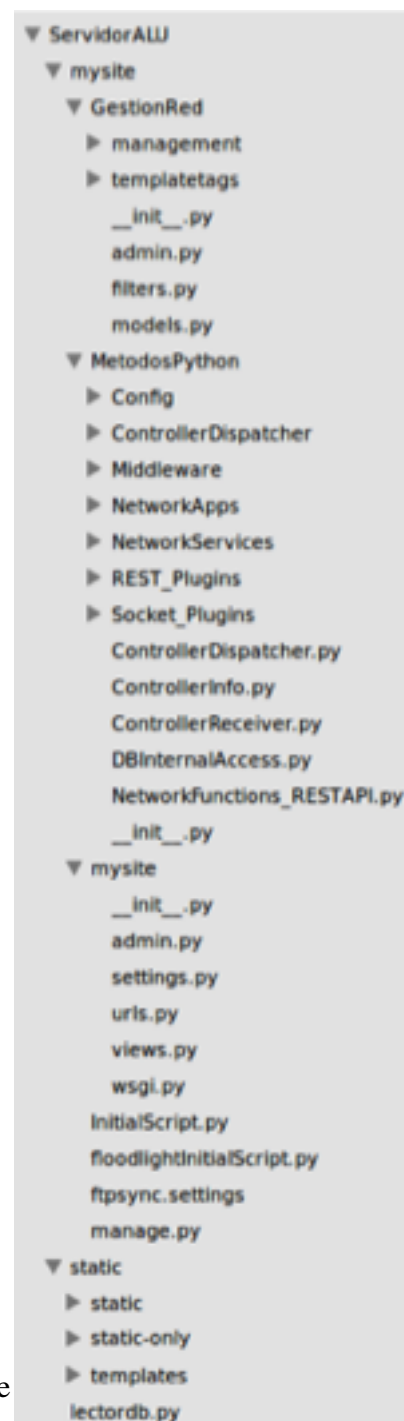 ServidorALU
mysite
GestionRed
management
templatetags
__init__.py
admin.py
filters.py
models.py
MetodosPython
Config
ControllerDispatcher
Middleware
NetworkApps
NetworkServices
REST_Plugins
Socket_Plugins
ControllerDispatcher.py
ControllerInfo.py
ControllerReceiver.py
DBInternalAccess.py
NetworkFunctions_RESTAPI.py
__init__.py
mysite
__init__.py
admin.py
settings.py
urls.py
views.py
wsgi.py
InitialScript.py
floodlightInitialScript.py
ftpsync.settings
manage.py
static
static
static-only
e templates
lectordb.py